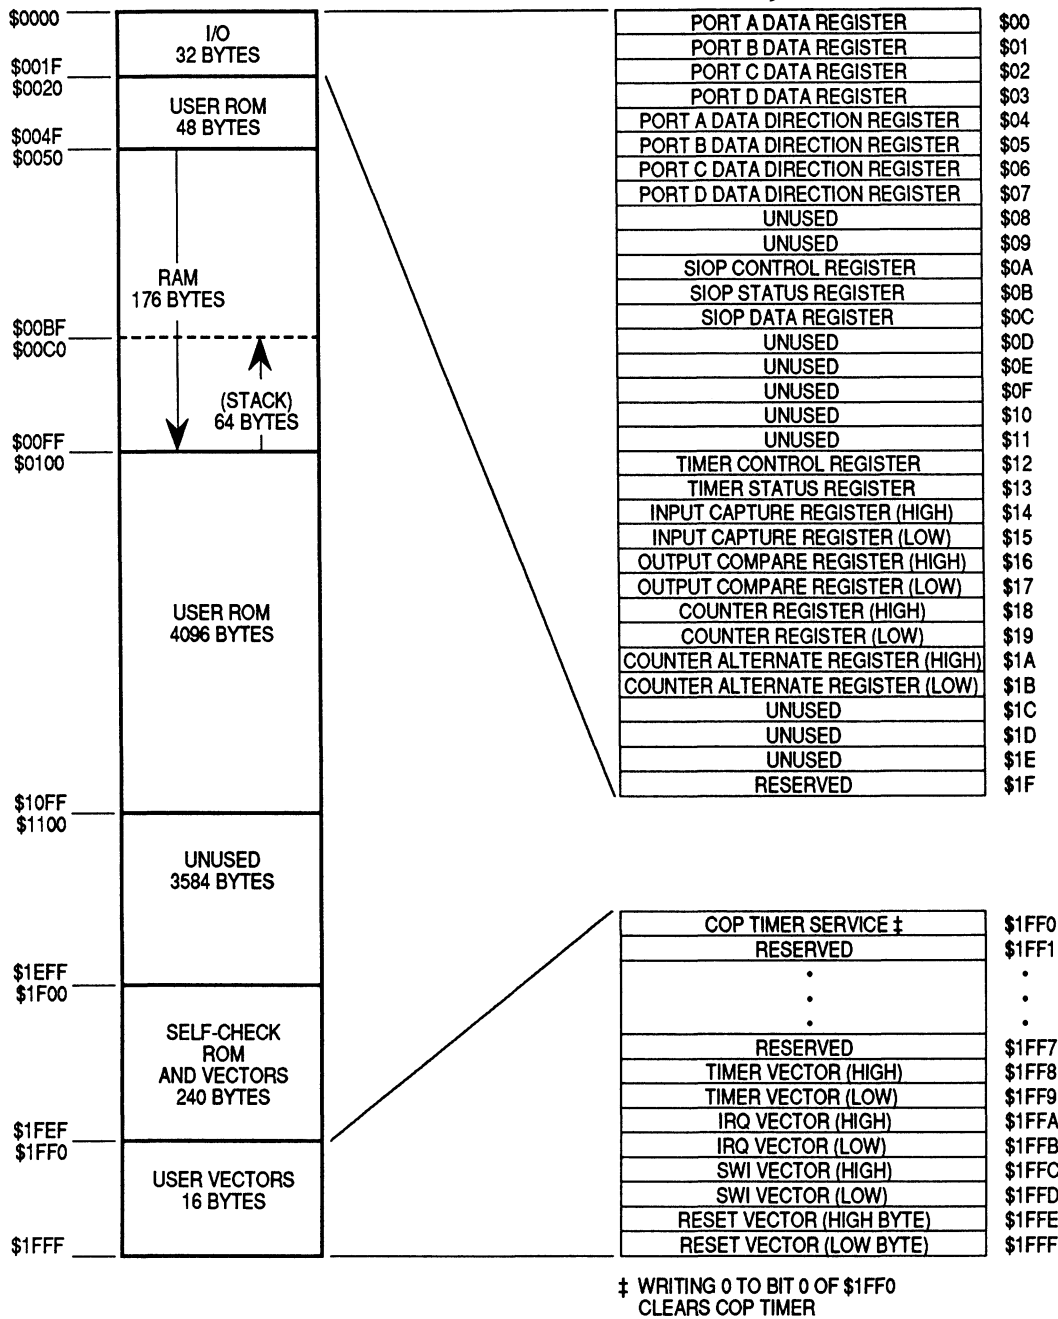 $0000
I/O
32 BYTES
$001F
$0020
USER ROM
48 BYTES
$004F
$0050
RAM
176 BYTES
$00BF
$00C0
(STACK)
64 BYTES
$00FF
$0100
USER ROM
4096 BYTES
$10FF
$1100
UNUSED
3584 BYTES
$1EFF
$1F00
SELF-CHECK
ROM
AND VECTORS
240 BYTES
$1FEF
$1FF0
USER VECTORS
16 BYTES
$1FFF
PORT A DATA REGISTER $00
PORT B DATA REGISTER $01
PORT C DATA REGISTER $02
PORT D DATA REGISTER $03
PORT A DATA DIRECTION REGISTER $04
PORT B DATA DIRECTION REGISTER $05
PORT C DATA DIRECTION REGISTER $06
PORT D DATA DIRECTION REGISTER $07
UNUSED $08
UNUSED $09
SIOP CONTROL REGISTER $0A
SIOP STATUS REGISTER $0B
SIOP DATA REGISTER $0C
UNUSED $0D
UNUSED $0E
UNUSED $0F
UNUSED $10
UNUSED $11
TIMER CONTROL REGISTER $12
TIMER STATUS REGISTER $13
INPUT CAPTURE REGISTER (HIGH) $14
INPUT CAPTURE REGISTER (LOW) $15
OUTPUT COMPARE REGISTER (HIGH) $16
OUTPUT COMPARE REGISTER (LOW) $17
COUNTER REGISTER (HIGH) $18
COUNTER REGISTER (LOW) $19
COUNTER ALTERNATE REGISTER (HIGH) $1A
COUNTER ALTERNATE REGISTER (LOW) $1B
UNUSED $1C
UNUSED $1D
UNUSED $1E
RESERVED $1F
COP TIMER SERVICE ‡ $1FF0
RESERVED $1FF1
• •
• •
• •
RESERVED $1FF7
TIMER VECTOR (HIGH) $1FF8
TIMER VECTOR (LOW) $1FF9
IRQ VECTOR (HIGH) $1FFA
IRQ VECTOR (LOW) $1FFB
SWI VECTOR (HIGH) $1FFC
SWI VECTOR (LOW) $1FFD
RESET VECTOR (HIGH BYTE) $1FFE
RESET VECTOR (LOW BYTE) $1FFF
‡ WRITING 0 TO BIT 0 OF $1FF0
CLEARS COP TIMER